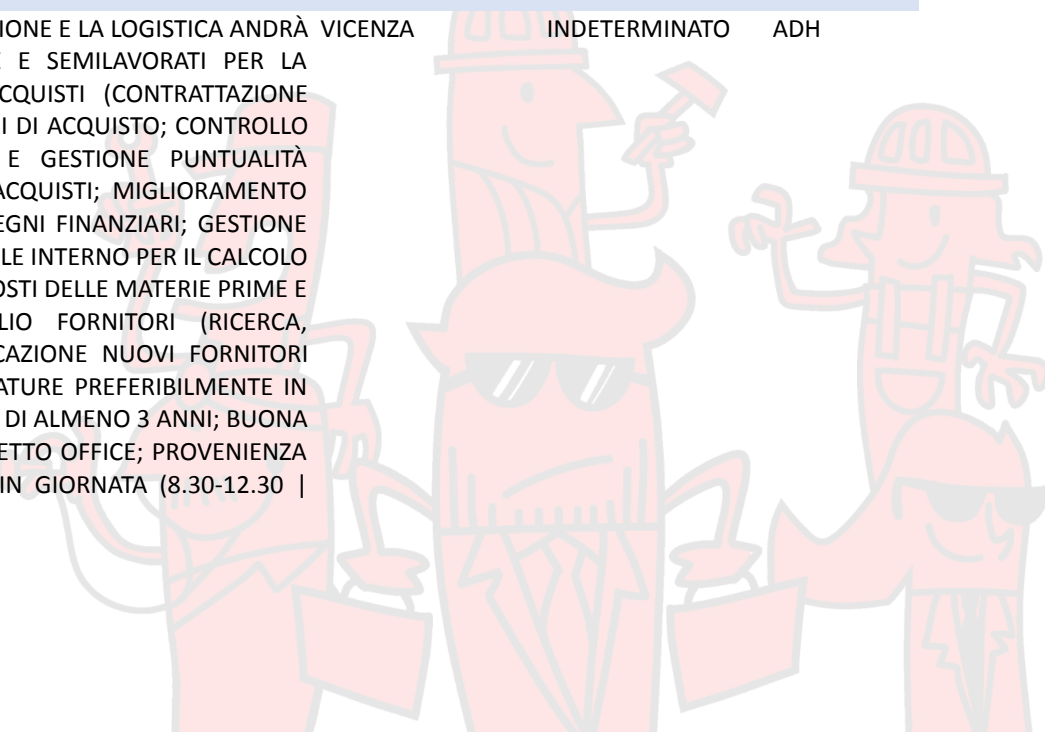 IONE E LA LOGISTICA ANDRÀ VICENZA INDETERMINATO ADH
E SEMILAVORATI PER LA
CQUISTI (CONTRATTAZIONE
I DI ACQUISTO; CONTROLLO
E GESTIONE PUNTUALITÀ
ACQUISTI; MIGLIORAMENTO
EGNI FINANZIARI; GESTIONE
LE INTERNO PER IL CALCOLO
OSTI DELLE MATERIE PRIME E
LIO FORNITORI (RICERCA,
CAZIONE NUOVI FORNITORI
ATURE PREFERIBILMENTE IN
DI ALMENO 3 ANNI; BUONA
ETTO OFFICE; PROVENIENZA
IN GIORNATA (8.30-12.30 |